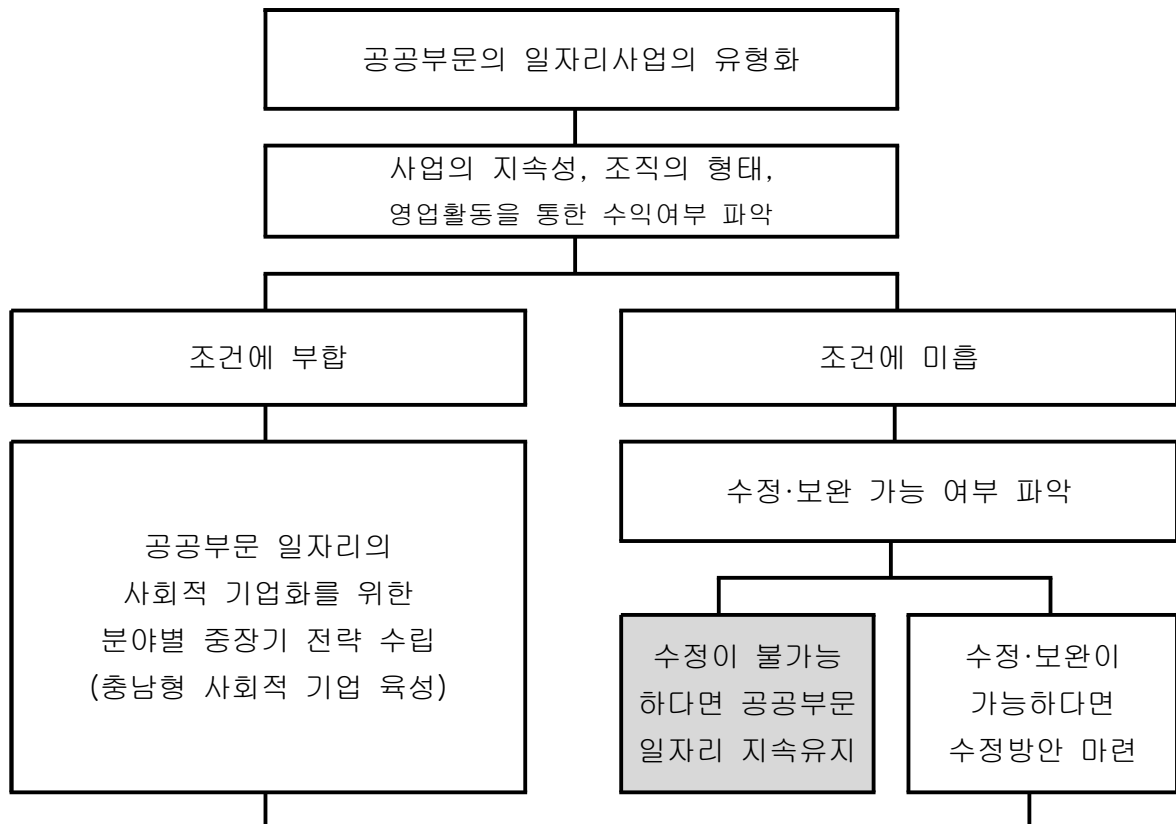 공공부문의 일자리사업의 유형화
사업의 지속성, 조직의 형태,
영업활동을 통한 수익여부 파악
조건에 부합
조건에 미흡
공공부문 일자리의
사회적 기업화를 위한
분야별 중장기 전략 수립
(충남형 사회적 기업 육성)
수정·보완 가능 여부 파악
수정이 불가능
하다면 공공부문
일자리 지속유지
수정·보완이
가능하다면
수정방안 마련